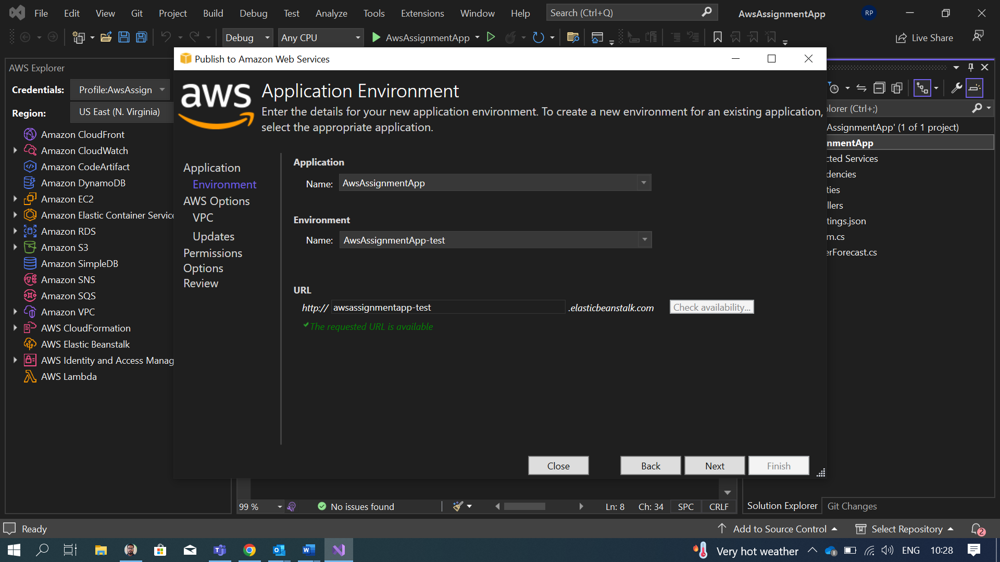 File Edit View Git Project Build Debug Test Analyze Tools Extensions Window Help Search (Ctrl+Q) AwsAssignmentApp RP
Debug Any CPU AwsAssignmentApp Live Share
AWS Explorer
Credentials: Profile:AwsAssign
Region: US East (N. Virginia)
Amazon CloudFront
Amazon CloudWatch
Amazon CodeArtifact
Amazon DynamoDB
Amazon EC2
Amazon Elastic Container Service
Amazon RDS
Amazon S3
Amazon SimpleDB
Amazon SNS
Amazon SQS
Amazon VPC
AWS CloudFormation
AWS Elastic Beanstalk
AWS Identity and Access Manag
AWS Lambda
Publish to Amazon Web Services
aws
Application Environment
Enter the details for your new application environment. To create a new environment for an existing application,
select the appropriate application.
Application
Environment
AWS Options
VPC
Updates
Permissions
Options
Review
Application
Name: AwsAssignmentApp
Environment
Name: AwsAssignmentApp-test
URL
http:// awsassignmentapp-test .elasticbeanstalk.com Check availability...
The requested URL is available
Close Back Next Finish
plorer (Ctrl+;)
AssignmentApp' (1 of 1 project)
nmentApp
cted Services
dencies
ties
llers
tings.json
m.cs
erForecast.cs
99 % No issues found Ln: 8 Ch: 34 SPC CRLF
Solution Explorer Git Changes
Ready Add to Source Control Select Repository 2
Very hot weather ENG 10:28